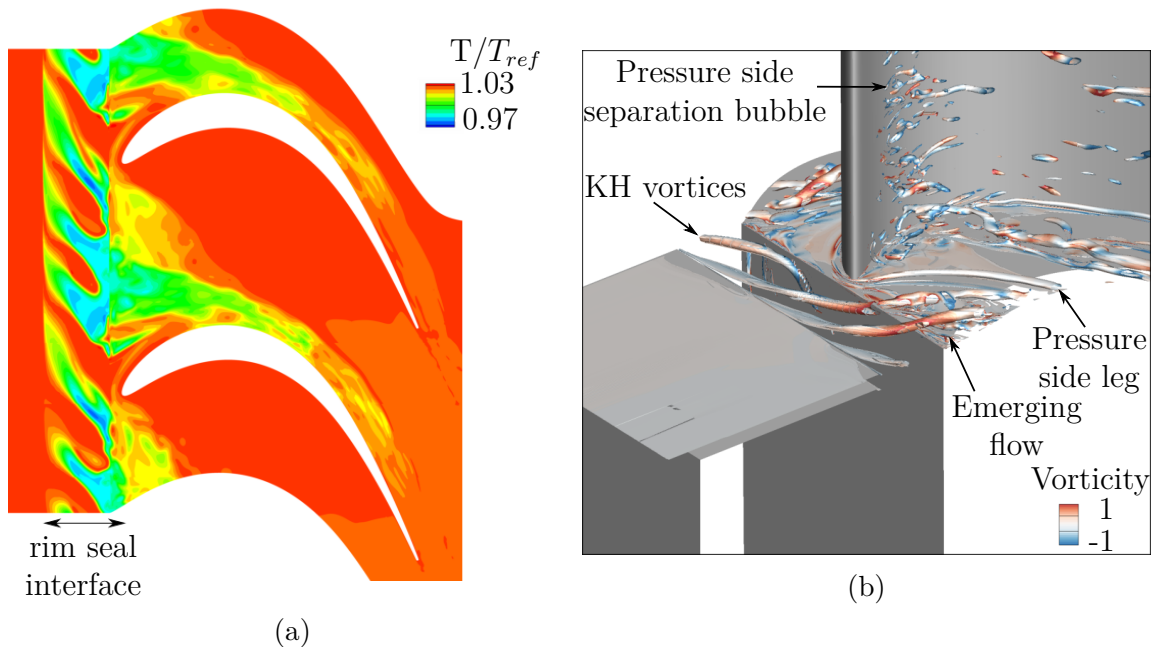 T/T_ref
1.03
0.97
rim seal
interface
(a)
Pressure side
separation bubble
KH vortices
Pressure
side leg
Emerging
flow
Vorticity
1
-1
(b)